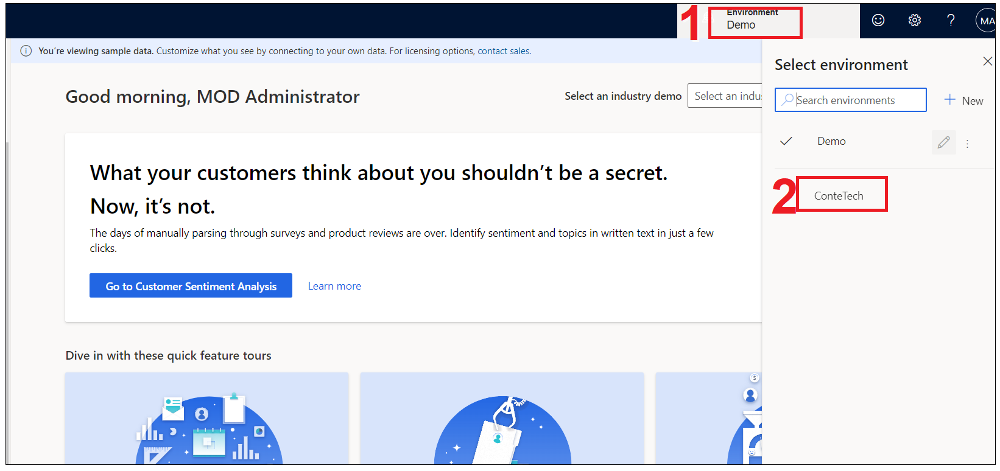 1
Environment
Demo
MA
You're viewing sample data. Customize what you see by connecting to your own data. For licensing options, contact sales.
Select environment
Good morning, MOD Administrator
Select an industry demo
Select an indu
Search environments
New
Demo
What your customers think about you shouldn't be a secret.
Now, it's not.
2
ConteTech
The days of manually parsing through surveys and product reviews are over. Identify sentiment and topics in written text in just a few
clicks.
Go to Customer Sentiment Analysis
Learn more
Dive in with these quick feature tours